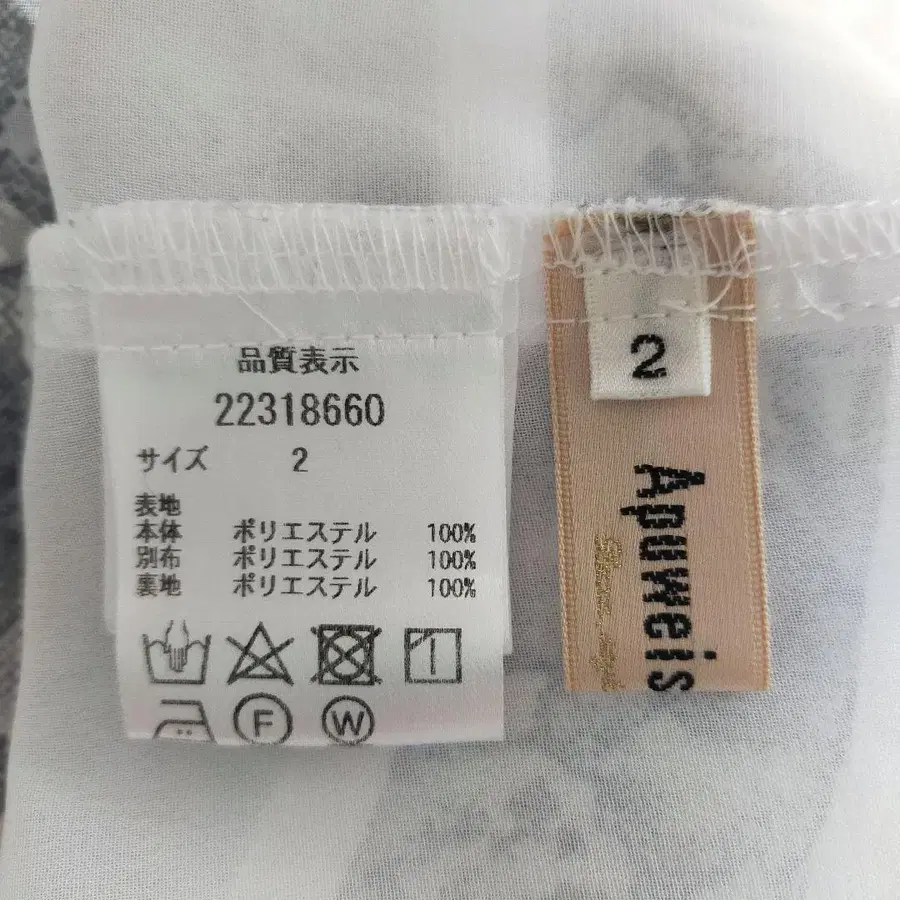 品質表示
22318660
サイズ 2
表地
本体 ポリエステル 100%
別布 ポリエステル 100%
裏地 ポリエステル 100%
F W
2
Apuweis